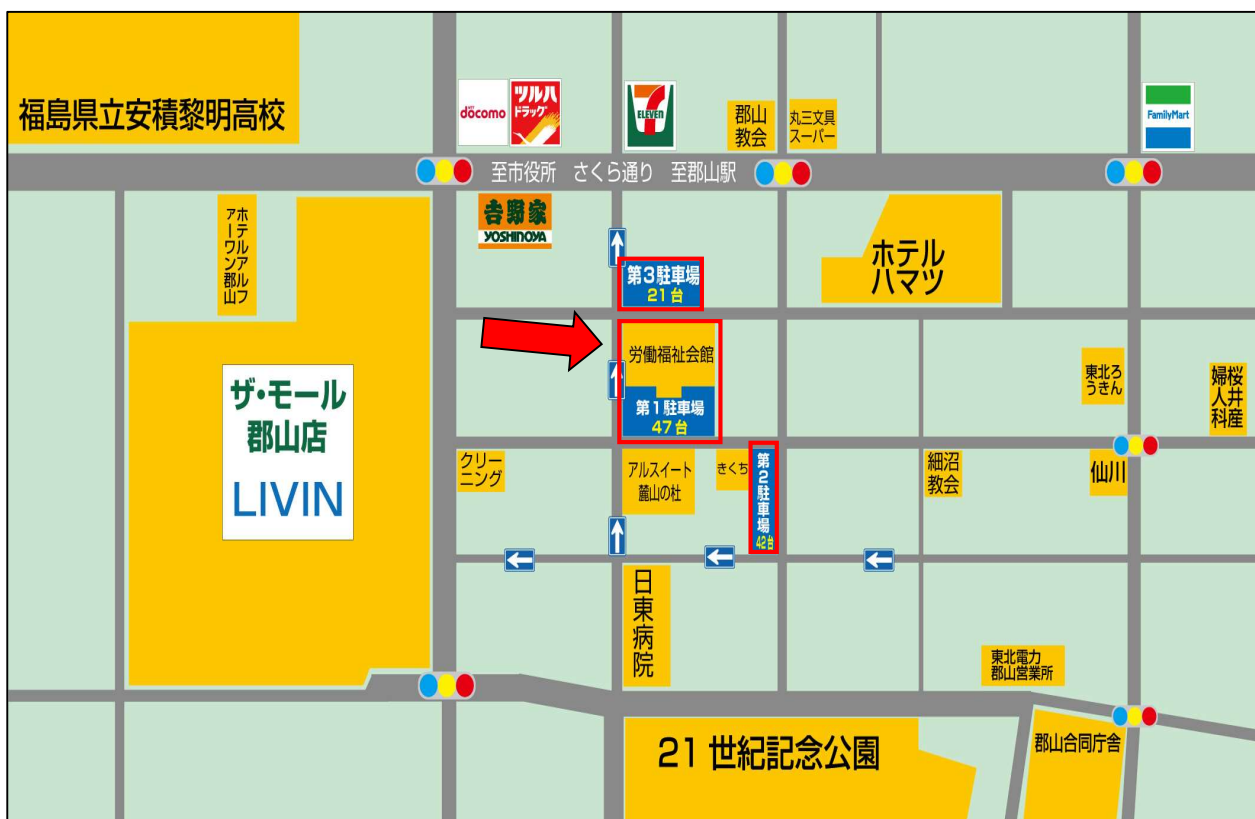 福島県立安積黎明高校
döcomo
ツルハ
ドラッグ
ELEVEN
郡山
教会
丸三文具
スーパー
FamilyMart
至市役所 さくら通り 至郡山駅
ホテルアルフ
ァーワン郡山
吉野家
YOSHINOYA
第3駐車場
21台
ホテル
ハマツ
労働福祉会館
第1駐車場
47台
ザ・モール
郡山店
LIVIN
東北ろ
うきん
桜井産
婦人科
クリー
ニング
アルスイート
麓山の杜
きくち
第2駐車場
42台
細沼
教会
仙川
日東病院
東北電力
郡山営業所
21世紀記念公園
郡山合同庁舎